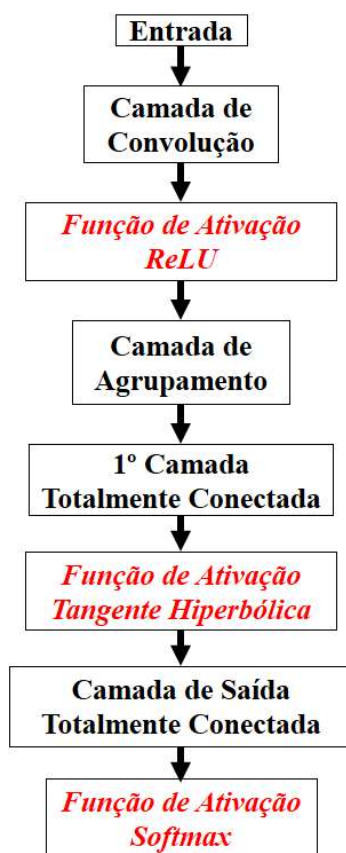 Entrada
Camada de
Convolução
Função de Ativação
ReLU
Camada de
Agrupamento
1º Camada
Totalmente Conectada
Função de Ativação
Tangente Hiperbólica
Camada de Saída
Totalmente Conectada
Função de Ativação
Softmax